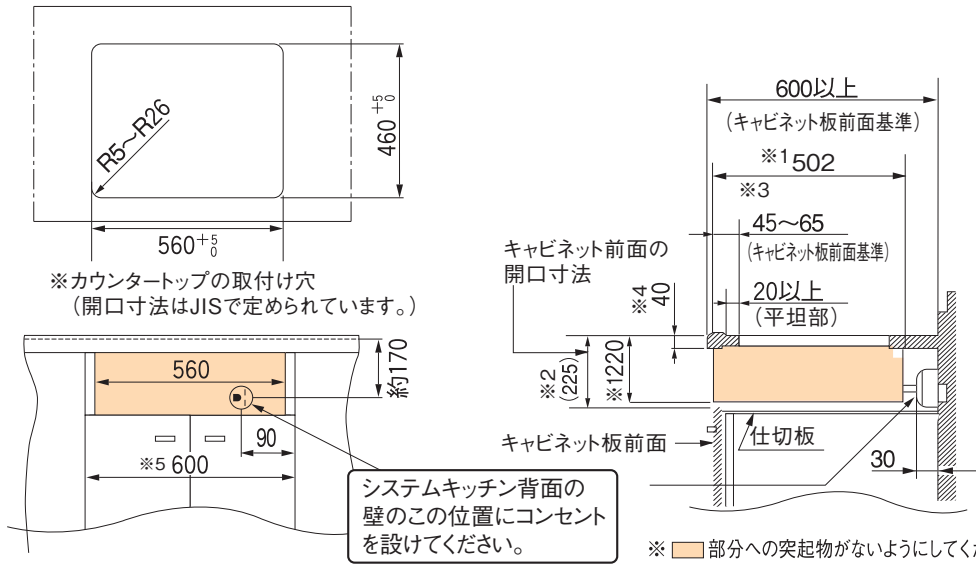 R5～R26
460 +5 0
560 +5 0
※カウンタートップの取付け穴
（開口寸法はJISで定められています。）
560
約170
90
※5 600
システムキッチン背面の
壁のこの位置にコンセント
を設けてください。
600以上
（キャビネット板前面基準）
※1 502
※3
45～65
（キャビネット板前面基準）
キャビネット前面の
開口寸法
※4
40
20以上
（平坦部）
※2
（225）
※1220
仕切板
キャビネット板前面
30
※ 部分への突起物がないようにしてくだ